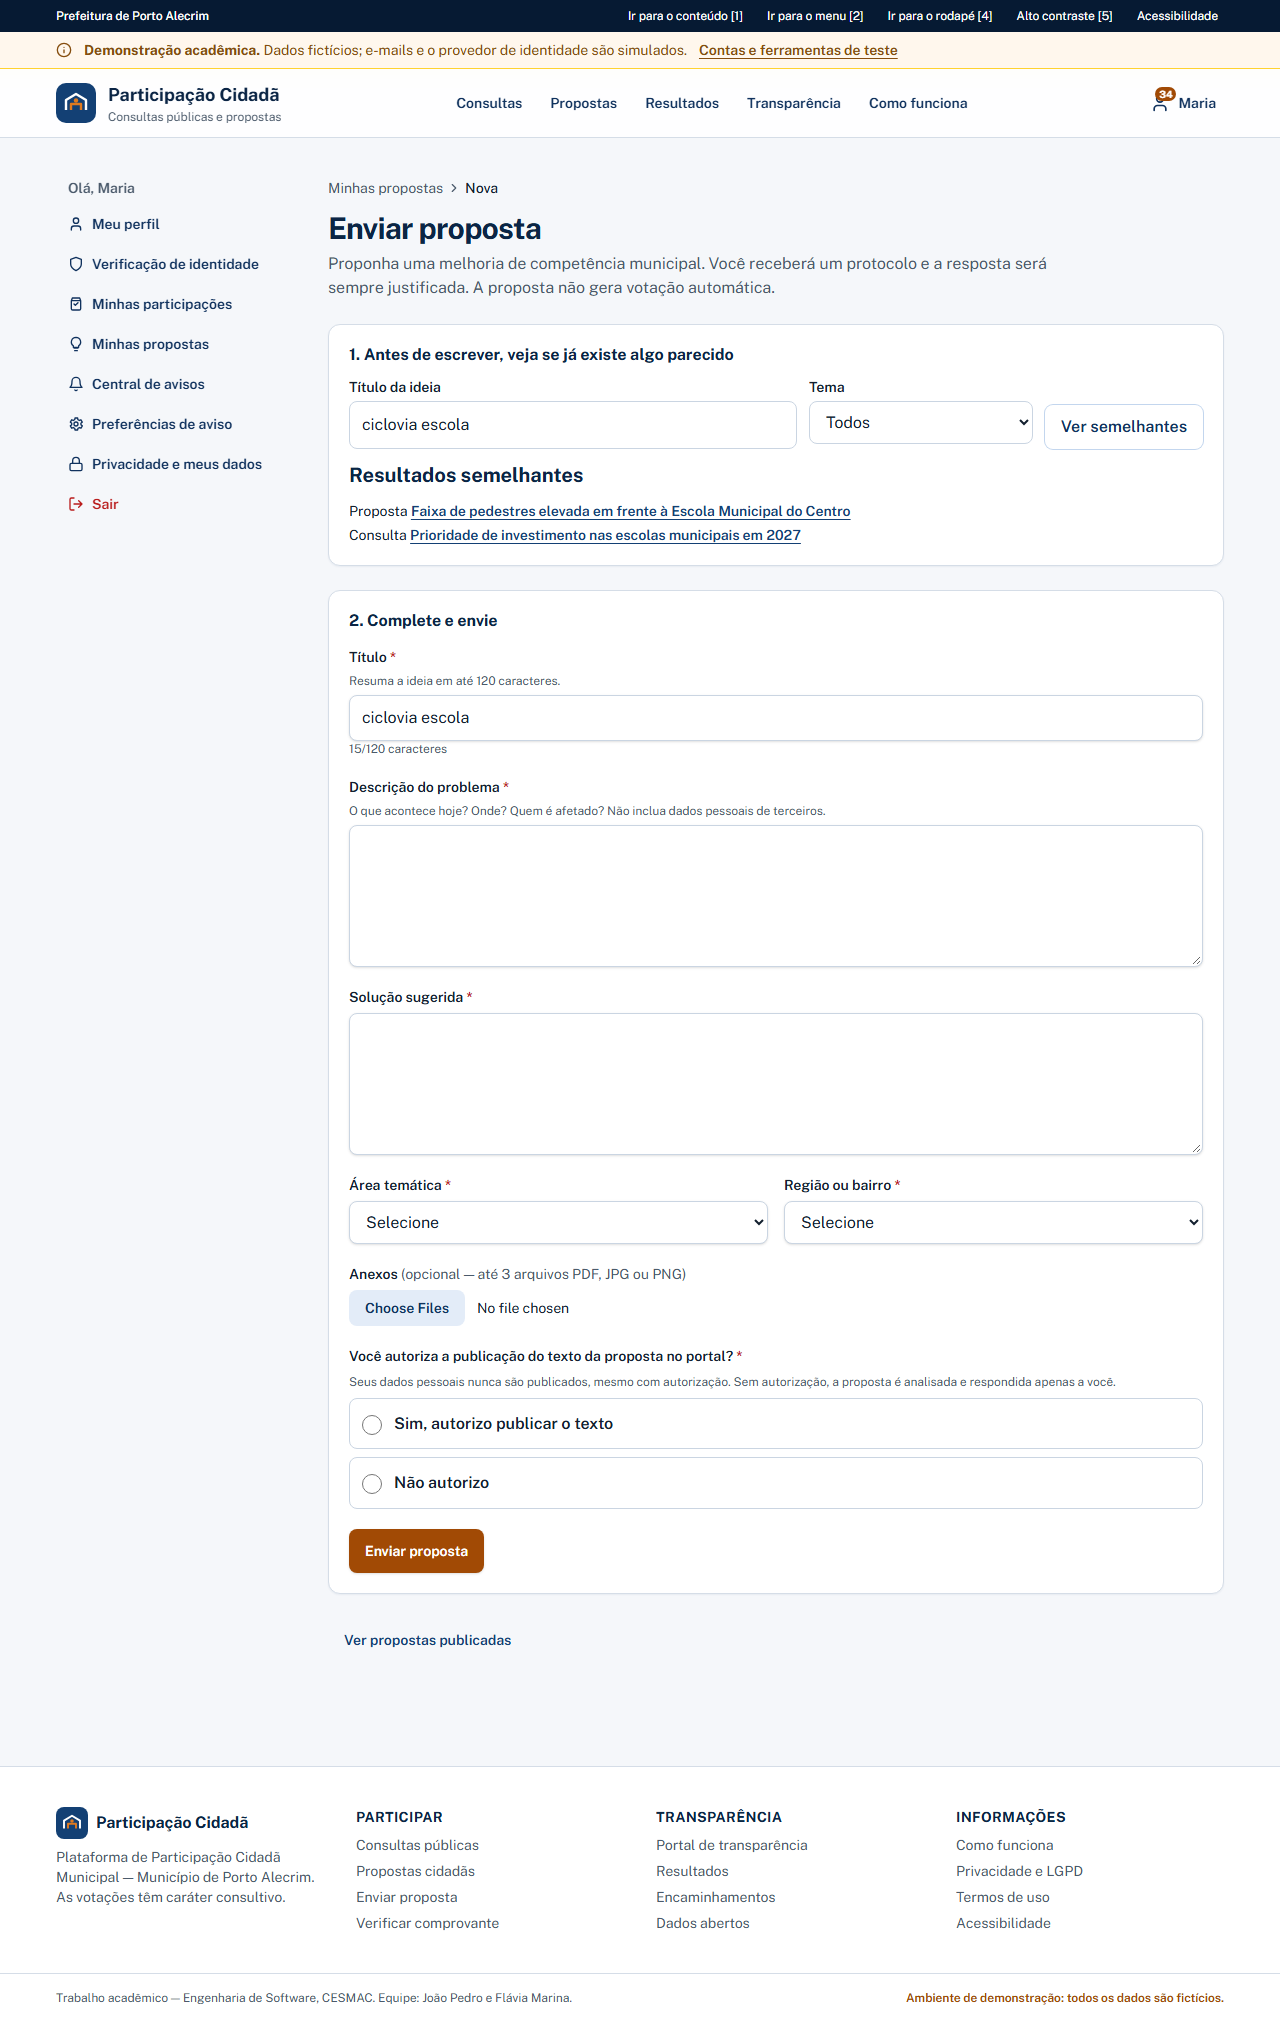 Prefeitura de Porto Alecrim
Ir para o conteúdo [1]
Ir para o menu [2]
Ir para o rodapé [4]
Alto contraste [5]
Acessibilidade
Demonstração acadêmica. Dados fictícios; e-mails e o provedor de identidade são simulados. Contas e ferramentas de teste
Participação Cidadã
Consultas públicas e propostas
Consultas
Propostas
Resultados
Transparência
Como funciona
34
Maria
Olá, Maria
Meu perfil
Verificação de identidade
Minhas participações
Minhas propostas
Central de avisos
Preferências de aviso
Privacidade e meus dados
Sair
Minhas propostas > Nova
Enviar proposta
Proponha uma melhoria de competência municipal. Você receberá um protocolo e a resposta será
sempre justificada. A proposta não gera votação automática.
1. Antes de escrever, veja se já existe algo parecido
Título da ideia
Tema
ciclovia escola
Todos
Ver semelhantes
Resultados semelhantes
Proposta Faixa de pedestres elevada em frente à Escola Municipal do Centro
Consulta Prioridade de investimento nas escolas municipais em 2027
2. Complete e envie
Título *
Resuma a ideia em até 120 caracteres.
ciclovia escola
15/120 caracteres
Descrição do problema *
O que acontece hoje? Onde? Quem é afetado? Não inclua dados pessoais de terceiros.
Solução sugerida *
Área temática *
Região ou bairro *
Selecione
Selecione
Anexos (opcional — até 3 arquivos PDF, JPG ou PNG)
Choose Files
No file chosen
Você autoriza a publicação do texto da proposta no portal? *
Seus dados pessoais nunca são publicados, mesmo com autorização. Sem autorização, a proposta é analisada e respondida apenas a você.
Sim, autorizo publicar o texto
Não autorizo
Enviar proposta
Ver propostas publicadas
Participação Cidadã
Plataforma de Participação Cidadã
Municipal — Município de Porto Alecrim.
As votações têm caráter consultivo.
PARTICIPAR
Consultas públicas
Propostas cidadãs
Enviar proposta
Verificar comprovante
TRANSPARÊNCIA
Portal de transparência
Resultados
Encaminhamentos
Dados abertos
INFORMAÇÕES
Como funciona
Privacidade e LGPD
Termos de uso
Acessibilidade
Trabalho acadêmico — Engenharia de Software, CESMAC. Equipe: João Pedro e Flávia Marina.
Ambiente de demonstração: todos os dados são fictícios.